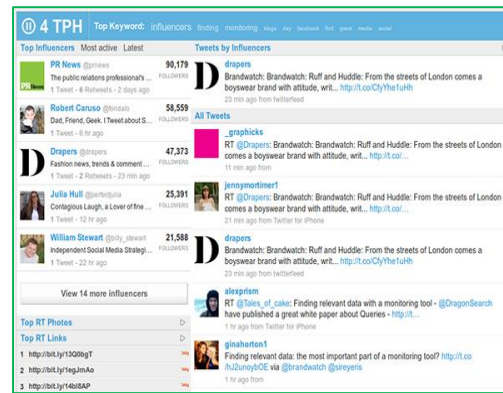 4 TPH Top Keyword: influencers finding monitoring blogs day facebook find great media social
Top Influencers Most active Latest
PR News @prnews 90,179
The public relations professional's ... FOLLOWERS
1 Tweet - 6 Retweets - 2 days ago
Robert Caruso @fondalo 58,559
Dad, Friend, Geek. I Tweet about S... FOLLOWERS
1 Tweet - 6 hr ago
Drapers @drapers 47,373
Fashion news, trends & comment ... FOLLOWERS
1 Tweet - 2 Retweets - 23 min ago
Julia Hull @perfectjulia 25,391
Contagious Laugh, a Lover of fine ... FOLLOWERS
1 Tweet - 12 hr ago
William Stewart @billy_stewart 21,588
Independent Social Media Strategi... FOLLOWERS
1 Tweet - 22 hr ago
View 14 more influencers
Top RT Photos
Top RT Links
1 http://bit.ly/13Q0bgT
2 http://bit.ly/1egJmAo
3 http://bit.ly/14bl8AP
Tweets by Influencers
drapers
Brandwatch: Brandwatch: Ruff and Huddle: From the streets of London comes a
boyswear brand with attitude, writ... http://t.co/CfyYhe1uHh
23 min ago from twitterfeed
All Tweets
_graphicks
RT @Drapers: Brandwatch: Brandwatch: Ruff and Huddle: From the streets of London
comes a boyswear brand with attitude, writ... http://t.co/...
11 min ago from
jennymortimer1
RT @Drapers: Brandwatch: Brandwatch: Ruff and Huddle: From the streets of London
comes a boyswear brand with attitude, writ... http://t.co/...
21 min ago from Twitter for iPhone
drapers
Brandwatch: Brandwatch: Ruff and Huddle: From the streets of London comes a
boyswear brand with attitude, writ... http://t.co/CfyYhe1uHh
23 min ago from twitterfeed
alexprism
RT @Tales_of_cake: Finding relevant data with a monitoring tool - @DragonSearch
have published a great white paper about Queries - http://t...
1 hr ago from Twitter for iPhone
ginahorton1
Finding relevant data: the most important part of a monitoring tool? http://t.co
/hJ2unoybOE via @brandwatch @sireyeris
1 hr ago from